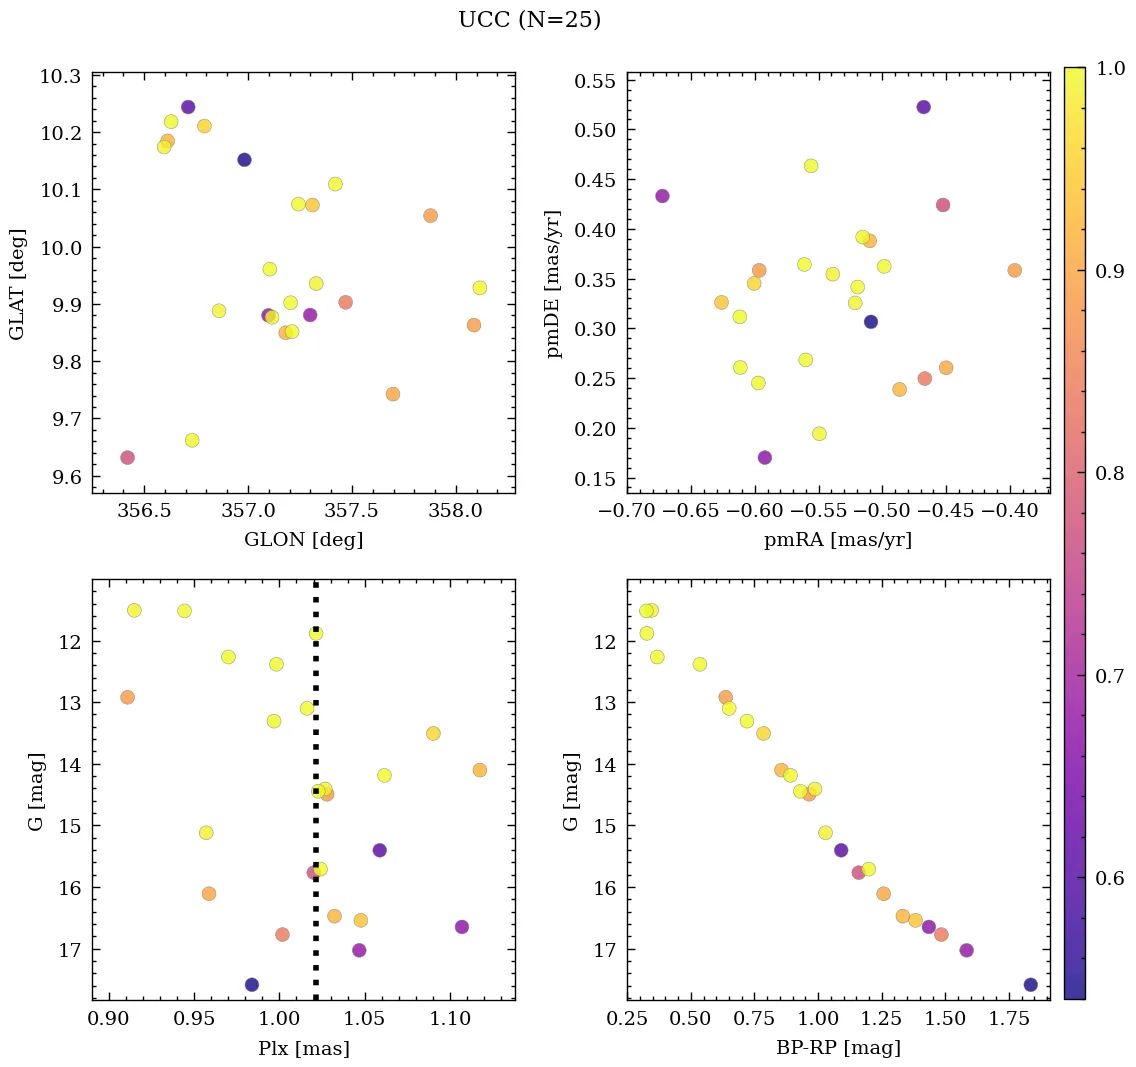 UCC (N=25)
10.3
10.2
10.1
10.0
9.9
9.8
9.7
9.6
GLAT [deg]
356.5 357.0 357.5 358.0
GLON [deg]
0.55
0.50
0.45
0.40
0.35
0.30
0.25
0.20
0.15
pmDE [mas/yr]
−0.70 −0.65 −0.60 −0.55 −0.50 −0.45 −0.40
pmRA [mas/yr]
12
13
14
15
16
17
G [mag]
0.90 0.95 1.00 1.05 1.10
Plx [mas]
12
13
14
15
16
17
G [mag]
0.25 0.50 0.75 1.00 1.25 1.50 1.75
BP-RP [mag]
1.0
0.9
0.8
0.7
0.6